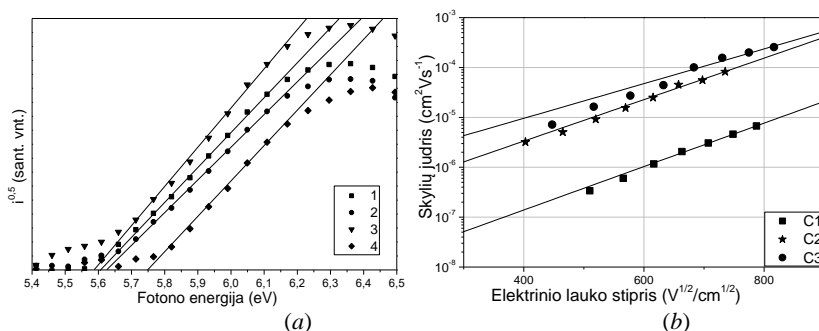 i^0,5 (sant. vnt.)
1
2
3
4
5,4 5,5 5,6 5,7 5,8 5,9 6,0 6,1 6,2 6,3 6,4 6,5
Fotono energija (eV)
(a)
Skylių judris (cm²Vs⁻¹)
10⁻³
10⁻⁴
10⁻⁵
10⁻⁶
10⁻⁷
10⁻⁸
C1
C2
C3
400 600 800
Elektrinio lauko stipris (V^1/2/cm^1/2)
(b)